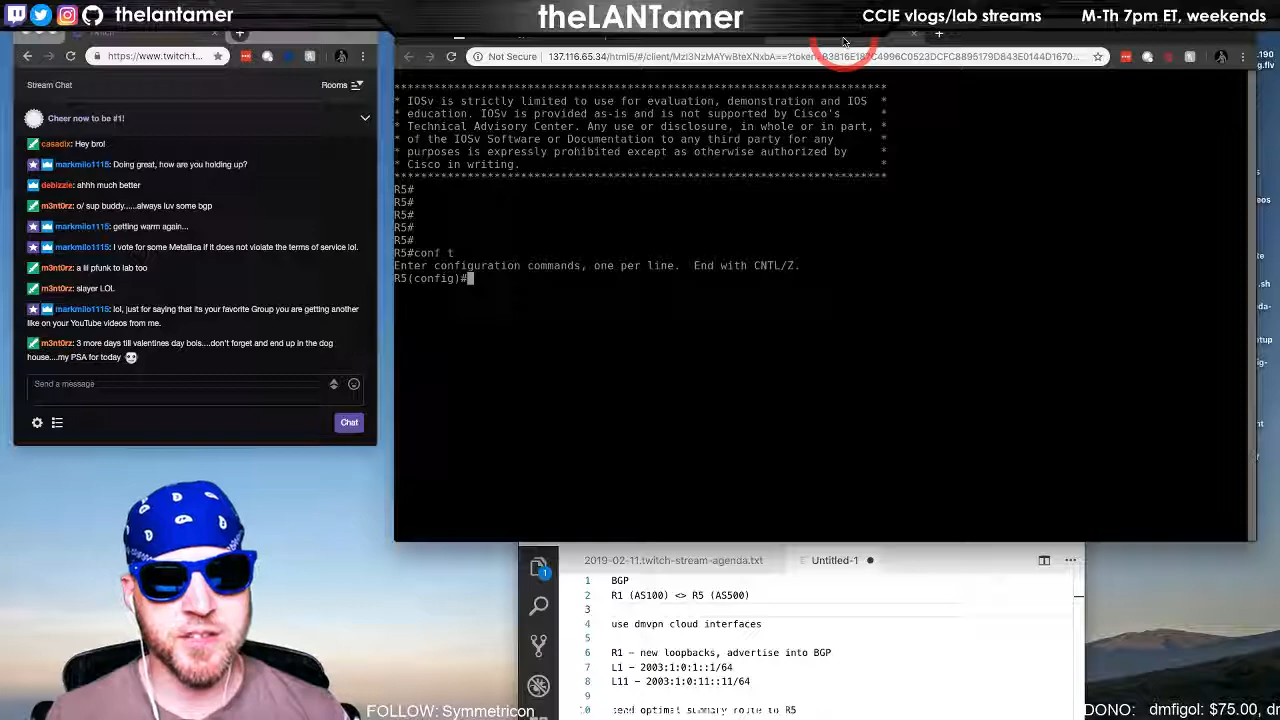 theLANTamer
theLANTamer
CCIE vlogs/lab streams
M-Th 7pm ET, weekends
Twitch
https://www.twitch.t...
Not Secure
.190
g.flv
Stream Chat
Rooms
Cheer now to be #1!
casadix: Hey bro!
markmilo1115: Doing great, how are you holding up?
debizzle: ahhh much better
m3nt0rz: o/ sup buddy.....always luv some bgp
markmilo1115: getting warm again...
markmilo1115: I vote for some Metallica if it does not violate the terms of service lol.
m3nt0rz: a lil pfunk to lab too
m3nt0rz: slayer LOL
markmilo1115: lol, just for saying that its your favorite Group you are getting another
like on your YouTube videos from me.
m3nt0rz: 3 more days till valentines day bois....don't forget and end up in the dog
house....my PSA for today
Send a message
Chat
*****************************************************************************
* IOSv is strictly limited to use for evaluation, demonstration and IOS *
* education. IOSv is provided as-is and is not supported by Cisco's *
* Technical Advisory Center. Any use or disclosure, in whole or in part, *
* of the IOSv Software or Documentation to any third party for any *
* purposes is expressly prohibited except as otherwise authorized by *
* Cisco in writing. *
*****************************************************************************
R5#
R5#
R5#
R5#
R5#
R5#conf t
Enter configuration commands, one per line. End with CNTL/Z.
R5(config)#
.sh
1
2019-02-11.twitch-stream-agenda.txt
Untitled-1
1 BGP
2 R1 (AS100) <> R5 (AS500)
3
4 use dmvpn cloud interfaces
5
6 R1 – new loopbacks, advertise into BGP
7 L1 – 2003:1:0:1::1/64
8 L11 – 2003:1:0:11::11/64
9
10 send optimal summary route to R5
FOLLOW: Symmetricon
DONO: dmfigol: $75.00,